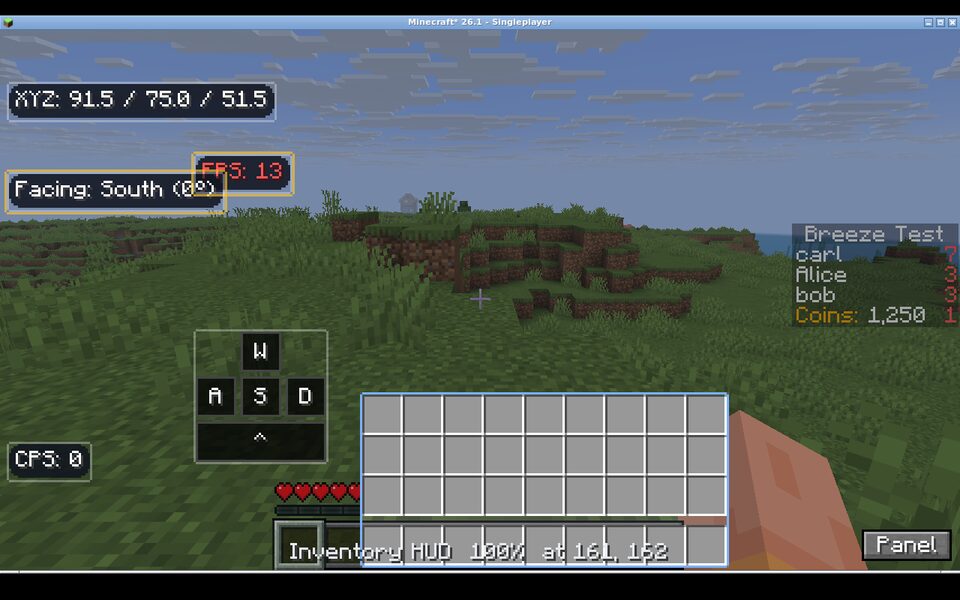 Minecraft* 26.1 - Singleplayer
XYZ: 91.5 / 75.0 / 51.5
FPS: 13
Facing: South (0°)
Breeze Test
carl 7
Alice 3
bob 3
Coins: 1,250 1
W
A S D
^
CPS: 0
Inventory HUD 100% at 161, 162
Panel